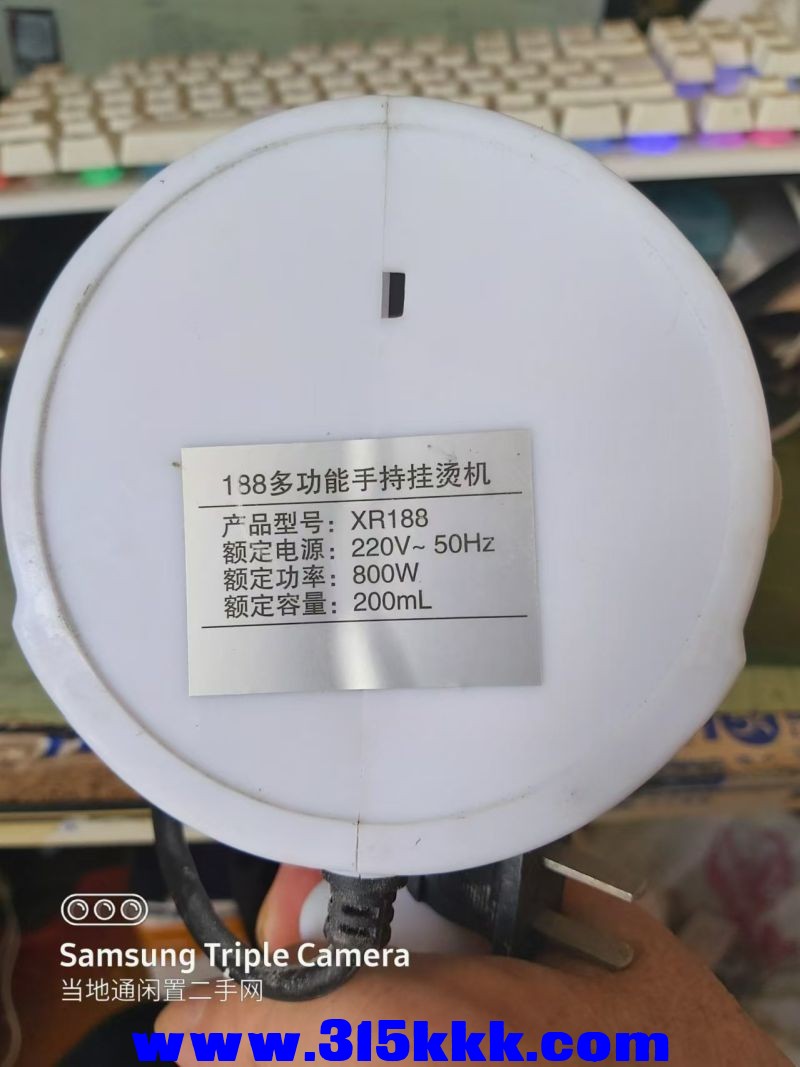 188多功能手持挂烫机
产品型号：XR188
额定电源：220V~ 50Hz
额定功率：800W
额定容量：200mL
Samsung Triple Camera
当地通闲置二手网
www.315kkk.com